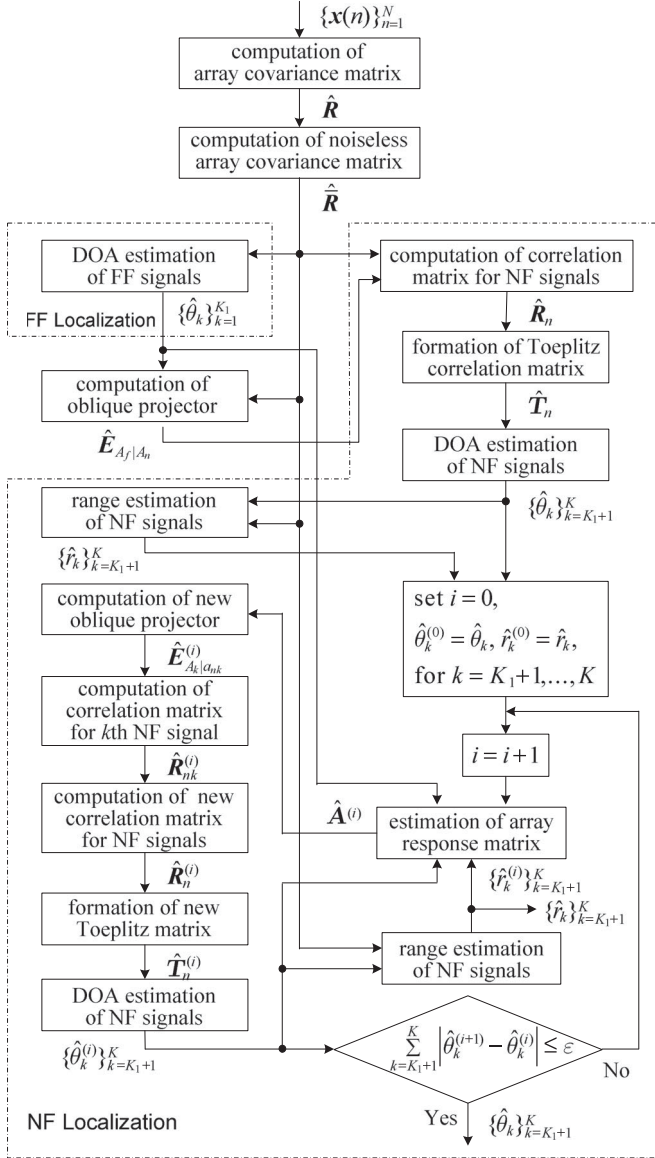 {x(n)}_{n=1}^{N}
computation of
array covariance matrix
R̂
computation of noiseless
array covariance matrix
R̄̂
DOA estimation
of FF signals
FF Localization
{θ̂_k}_{k=1}^{K_1}
computation of
oblique projector
Ê_{A_f|A_n}
computation of correlation
matrix for NF signals
R̂_n
formation of Toeplitz
correlation matrix
T̂_n
DOA estimation
of NF signals
{θ̂_k}_{k=K_1+1}^{K}
range estimation
of NF signals
{r̂_k}_{k=K_1+1}^{K}
set i = 0,
θ̂_k^{(0)} = θ̂_k, r̂_k^{(0)} = r̂_k,
for k = K_1+1,...,K
i = i+1
estimation of array
response matrix
Â^{(i)}
computation of new
oblique projector
Ê_{A_k|a_{nk}}^{(i)}
computation of
correlation matrix
for kth NF signal
R̂_{nk}^{(i)}
computation of new
correlation matrix
for NF signals
R̂_n^{(i)}
formation of new
Toeplitz matrix
T̂_n^{(i)}
DOA estimation
of NF signals
{θ̂_k^{(i)}}_{k=K_1+1}^{K}
{r̂_k^{(i)}}_{k=K_1+1}^{K}
{r̂_k}_{k=K_1+1}^{K}
range estimation
of NF signals
∑_{k=K_1+1}^{K} |θ̂_k^{(i+1)} − θ̂_k^{(i)}| ≤ ε
No
Yes
{θ̂_k}_{k=K_1+1}^{K}
NF Localization